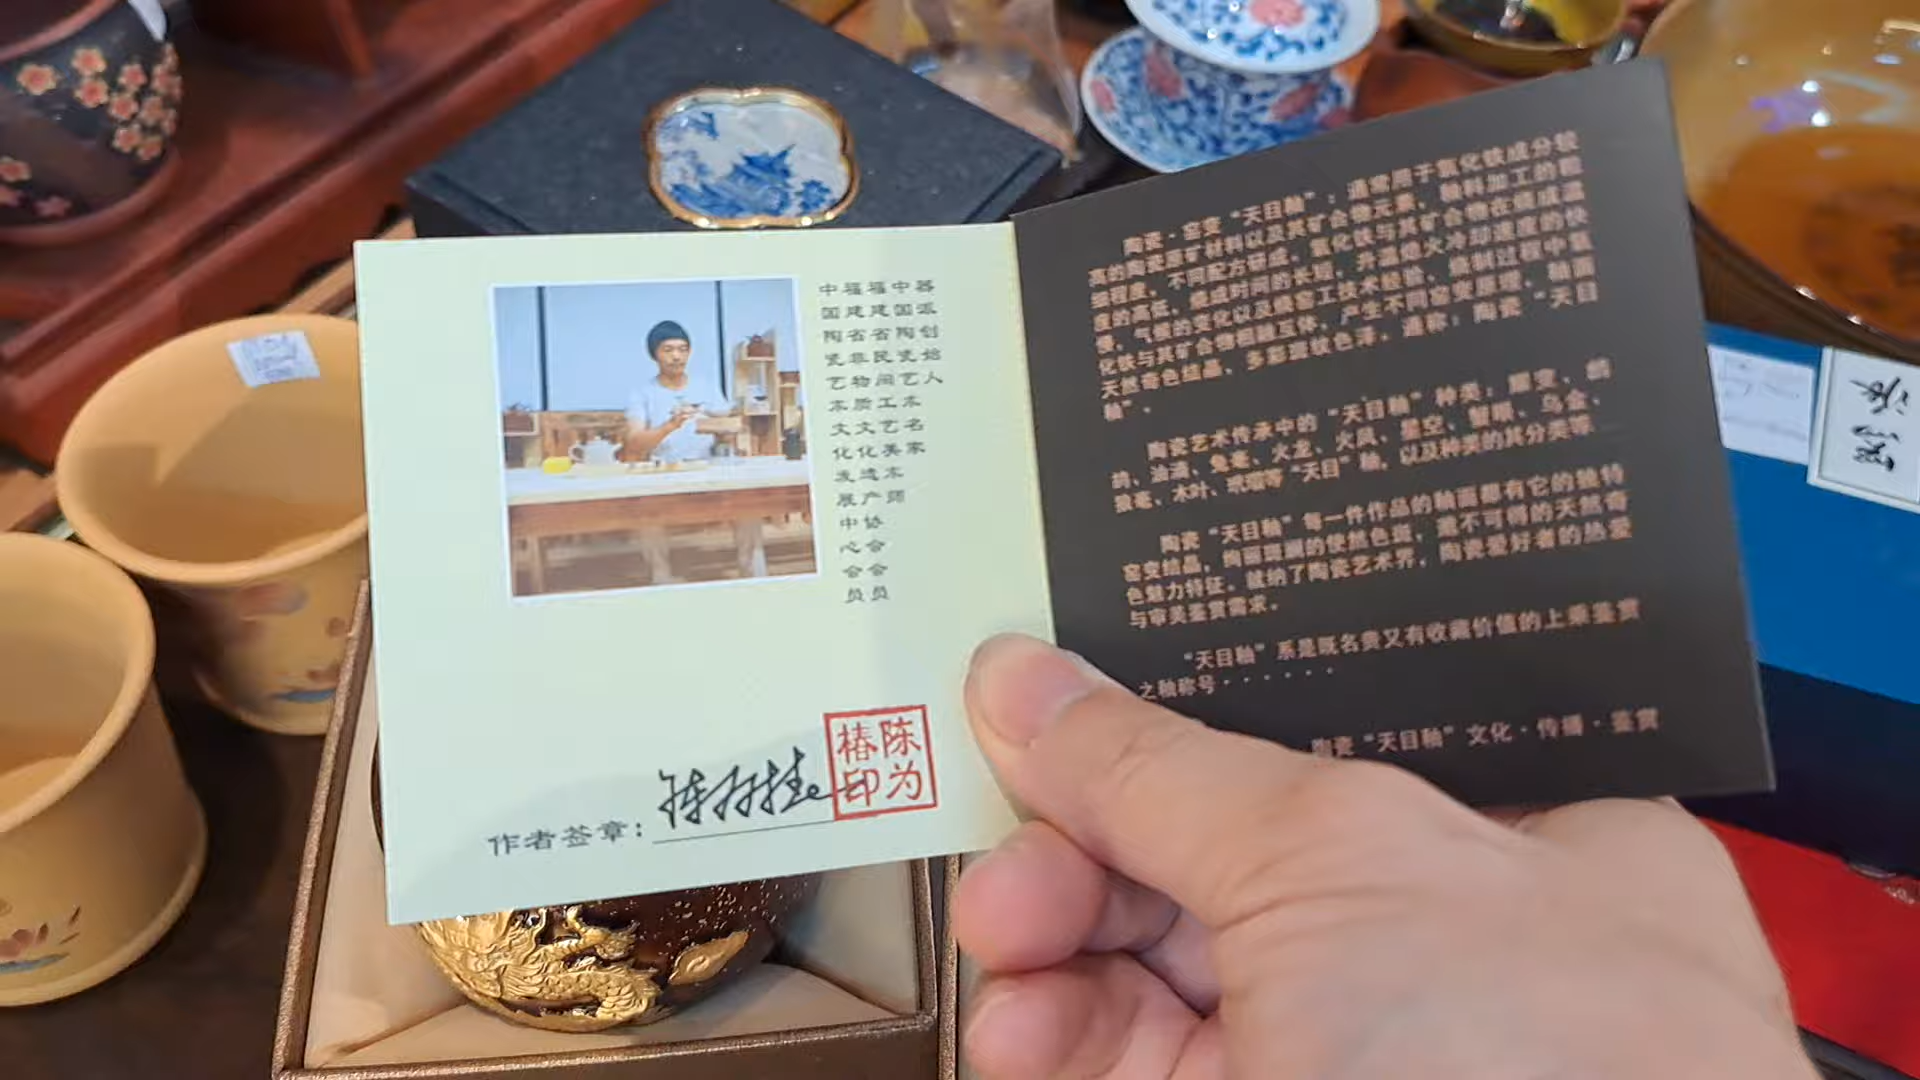 器派创始人
中国陶瓷艺术名家
福建省民间工艺美术师
福建省非物质文化遗产协会会员
中国陶瓷艺术文化发展中心会员
作者签章：
陈为椿印
陶瓷·窑变“天目釉”：通常用于氧化铁成分较
高的陶瓷原矿材料以及其矿合物元素，釉料加工的粗
细程度、不同配方研成。氧化铁与其矿合物在烧成温
度的高低、烧成时间的长短、升温熄火冷却速度的快
慢、气候的变化以及烧窑工技术经验，烧制过程中氧
化铁与其矿合物相融互体，产生不同窑变原理，釉面
天然奇色结晶、多彩纹色泽，通称：陶瓷“天目
釉”。
陶瓷艺术传承中的“天目釉”种类：曜变、鹧
鸪、油滴、兔毫、火龙、火凤、星空、乌金、
狼毫、木叶、玳瑁等“天目”釉，以及种类的其分类等
陶瓷“天目釉”每一件作品的釉面都有它的独特
窑变结晶，绚丽斑斓的使然色彩，遮不可得的天然奇
色魅力特征，就纳了陶瓷艺术界，陶瓷爱好者的热爱
与审美鉴赏需求。
“天目釉”系是既名贵又有收藏价值的上乘鉴赏
之釉称号······
陶瓷“天目釉”文化·传播·鉴赏